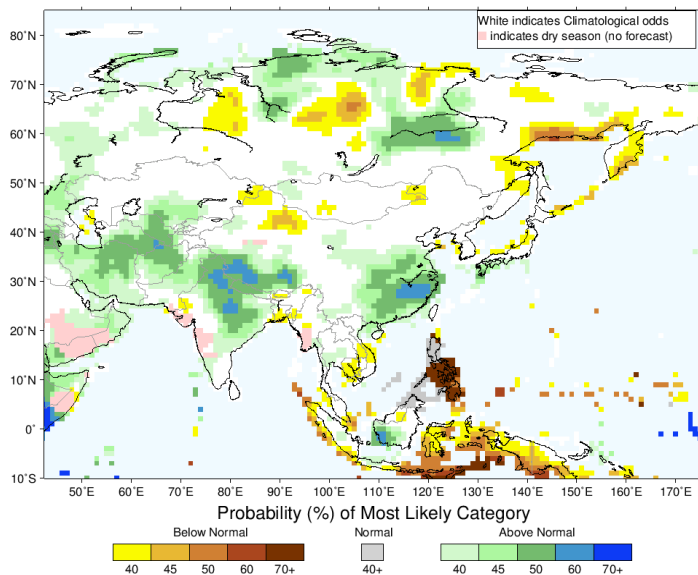 White indicates Climatological odds
indicates dry season (no forecast)
80˚N
70˚N
60˚N
50˚N
40˚N
30˚N
20˚N
10˚N
0˚
10˚S
50˚E 60˚E 70˚E 80˚E 90˚E 100˚E 110˚E 120˚E 130˚E 140˚E 150˚E 160˚E 170˚E
Probability (%) of Most Likely Category
Below Normal Normal Above Normal
40 45 50 60 70+ 40+ 40 45 50 60 70+